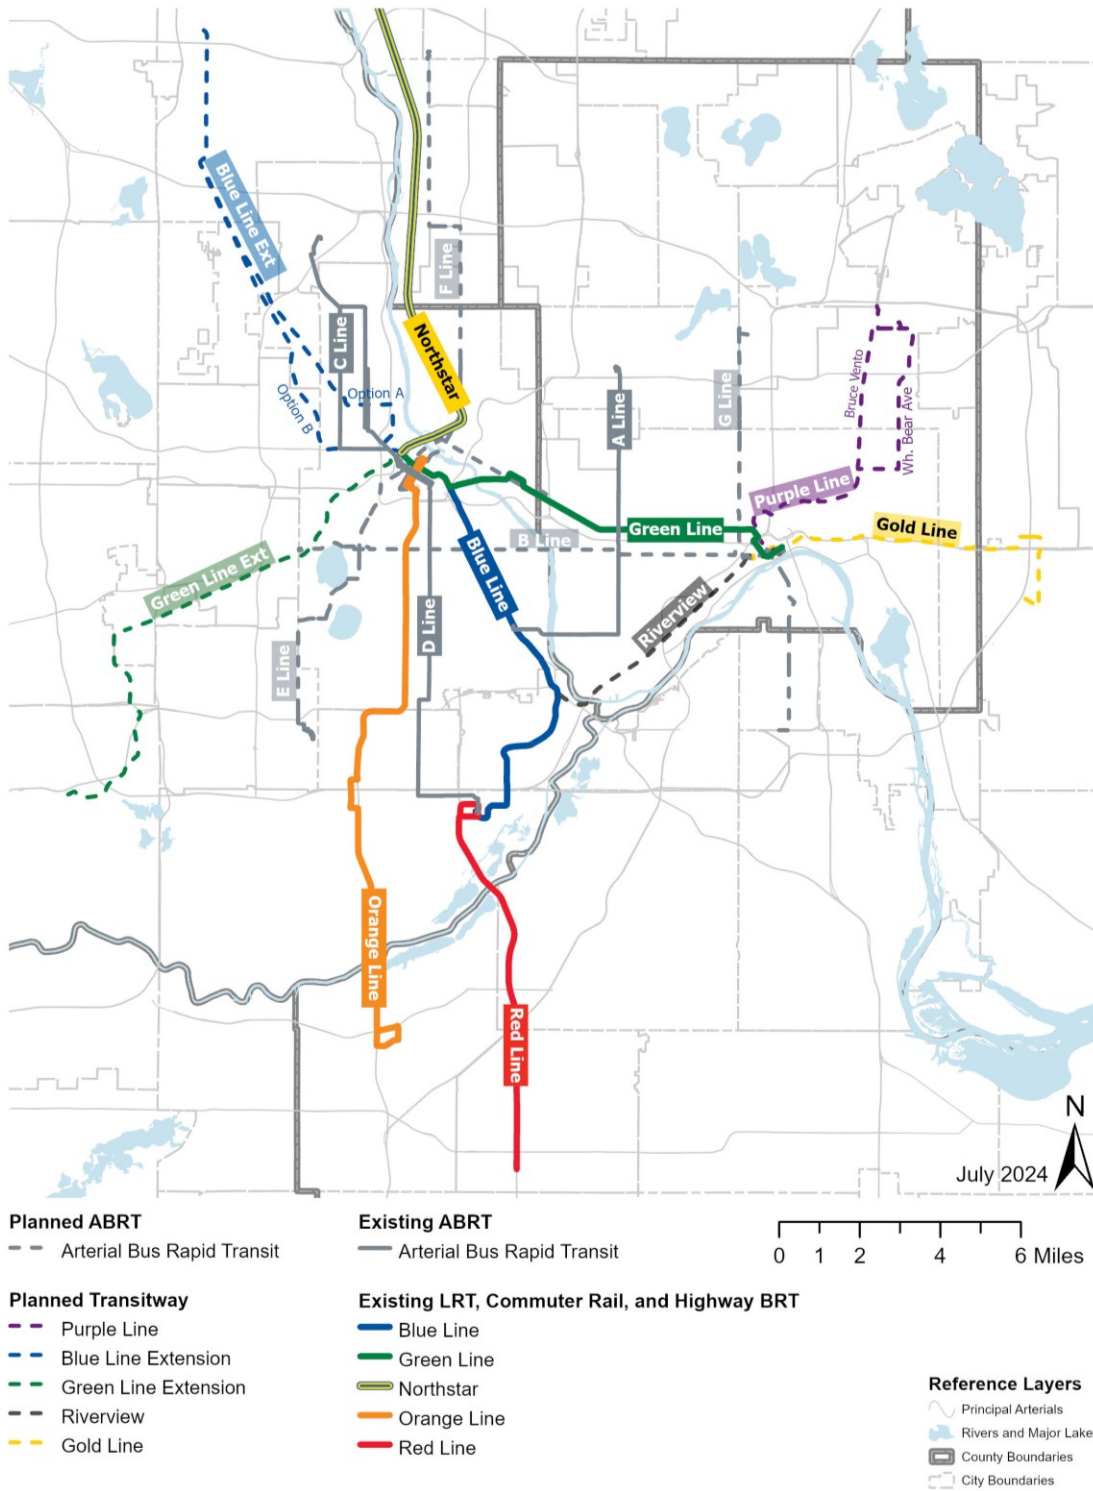 Blue Line Ext
F Line
C Line
Northstar
Option A
Option B
A Line
G Line
Bruce Vento
Wh. Bear Ave
Purple Line
Gold Line
Green Line
B Line
Blue Line
Green Line Ext
Riverview
D Line
E Line
Orange Line
Red Line
N
July 2024
Planned ABRT
Arterial Bus Rapid Transit
Existing ABRT
Arterial Bus Rapid Transit
0 1 2 4 6 Miles
Planned Transitway
Purple Line
Blue Line Extension
Green Line Extension
Riverview
Gold Line
Existing LRT, Commuter Rail, and Highway BRT
Blue Line
Green Line
Northstar
Orange Line
Red Line
Reference Layers
Principal Arterials
Rivers and Major Lake
County Boundaries
City Boundaries